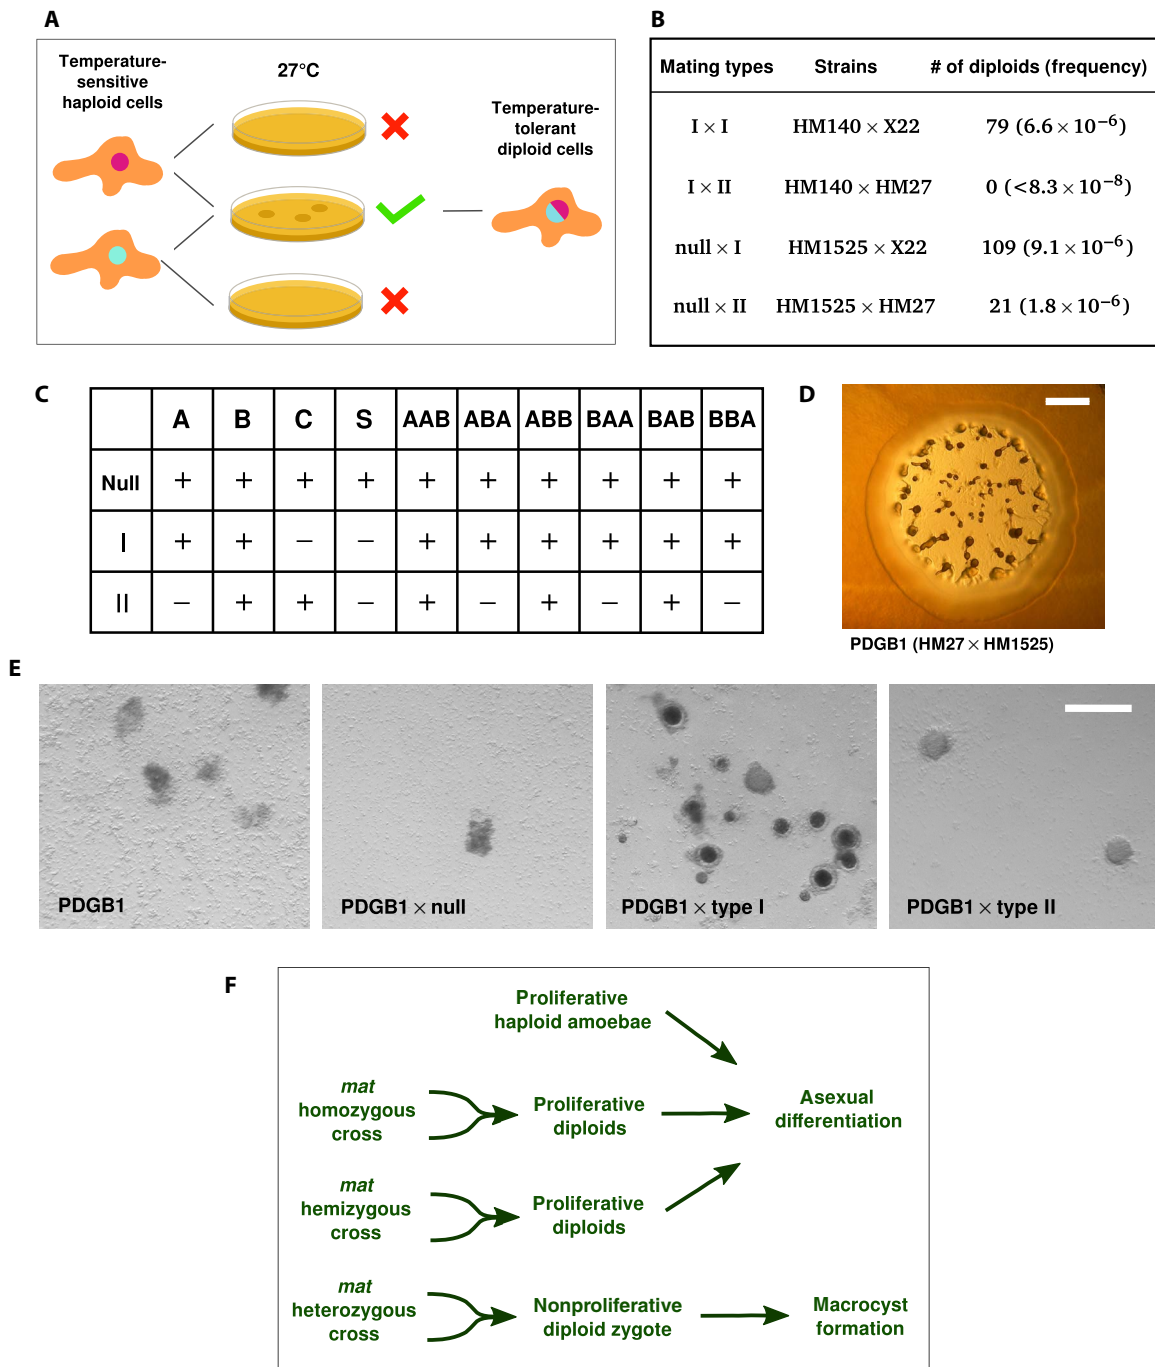 A
Temperature-
sensitive
haploid cells
27°C
Temperature-
tolerant
diploid cells
B
Mating types Strains # of diploids (frequency)
I × I HM140 × X22 79 (6.6 × 10⁻⁶)
I × II HM140 × HM27 0 (<8.3 × 10⁻⁸)
null × I HM1525 × X22 109 (9.1 × 10⁻⁶)
null × II HM1525 × HM27 21 (1.8 × 10⁻⁶)
C
A B C S AAB ABA ABB BAA BAB BBA
Null + + + + + + + + + +
I + + − − + + + + + +
II − + + − + − + − + −
D
PDGB1 (HM27 × HM1525)
E
PDGB1
PDGB1 × null
PDGB1 × type I
PDGB1 × type II
F
Proliferative
haploid amoebae
mat
homozygous
cross
Proliferative
diploids
Asexual
differentiation
mat
hemizygous
cross
Proliferative
diploids
mat
heterozygous
cross
Nonproliferative
diploid zygote
Macrocyst
formation